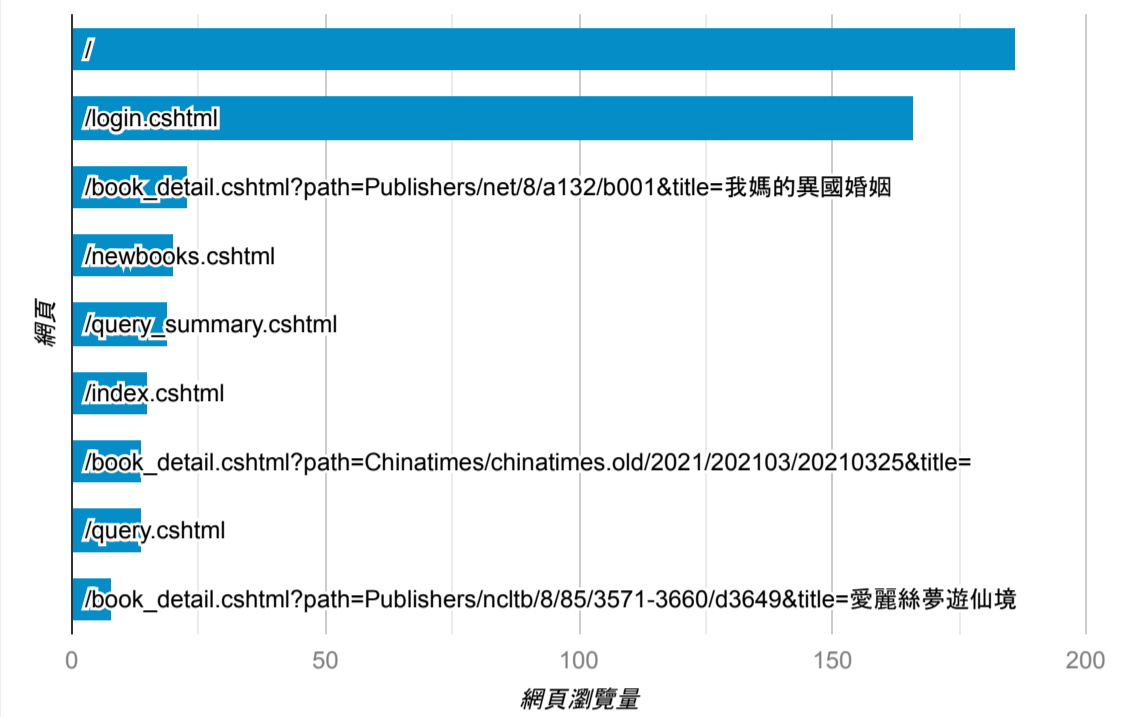 /
/login.cshtml
/book_detail.cshtml?path=Publishers/net/8/a132/b001&title=我媽的異國婚姻
/newbooks.cshtml
/query_summary.cshtml
/index.cshtml
/book_detail.cshtml?path=Chinatimes/chinatimes.old/2021/202103/20210325&title=
/query.cshtml
/book_detail.cshtml?path=Publishers/ncltb/8/85/3571-3660/d3649&title=愛麗絲夢遊仙境
網頁
0 50 100 150 200
網頁瀏覽量